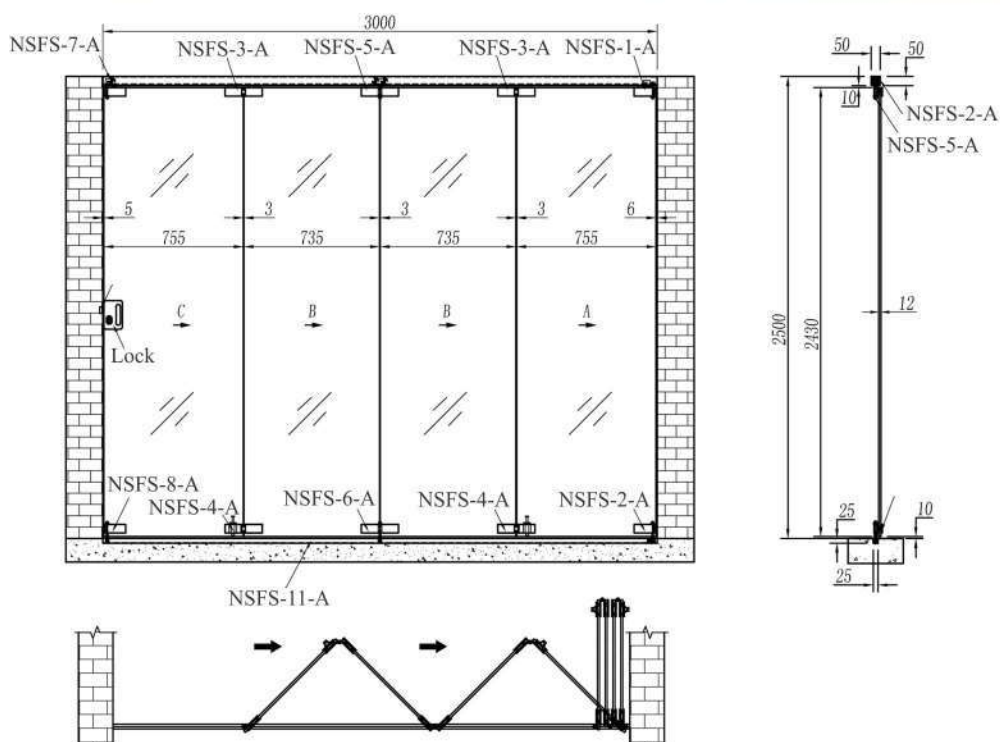 3000
NSFS-7-A
NSFS-3-A
NSFS-5-A
NSFS-3-A
NSFS-1-A
50
50
10
NSFS-2-A
NSFS-5-A
5
3
3
3
6
755
735
735
755
C
B
B
A
Lock
2500
2430
12
NSFS-8-A
NSFS-4-A
NSFS-6-A
NSFS-4-A
NSFS-2-A
25
10
25
NSFS-11-A